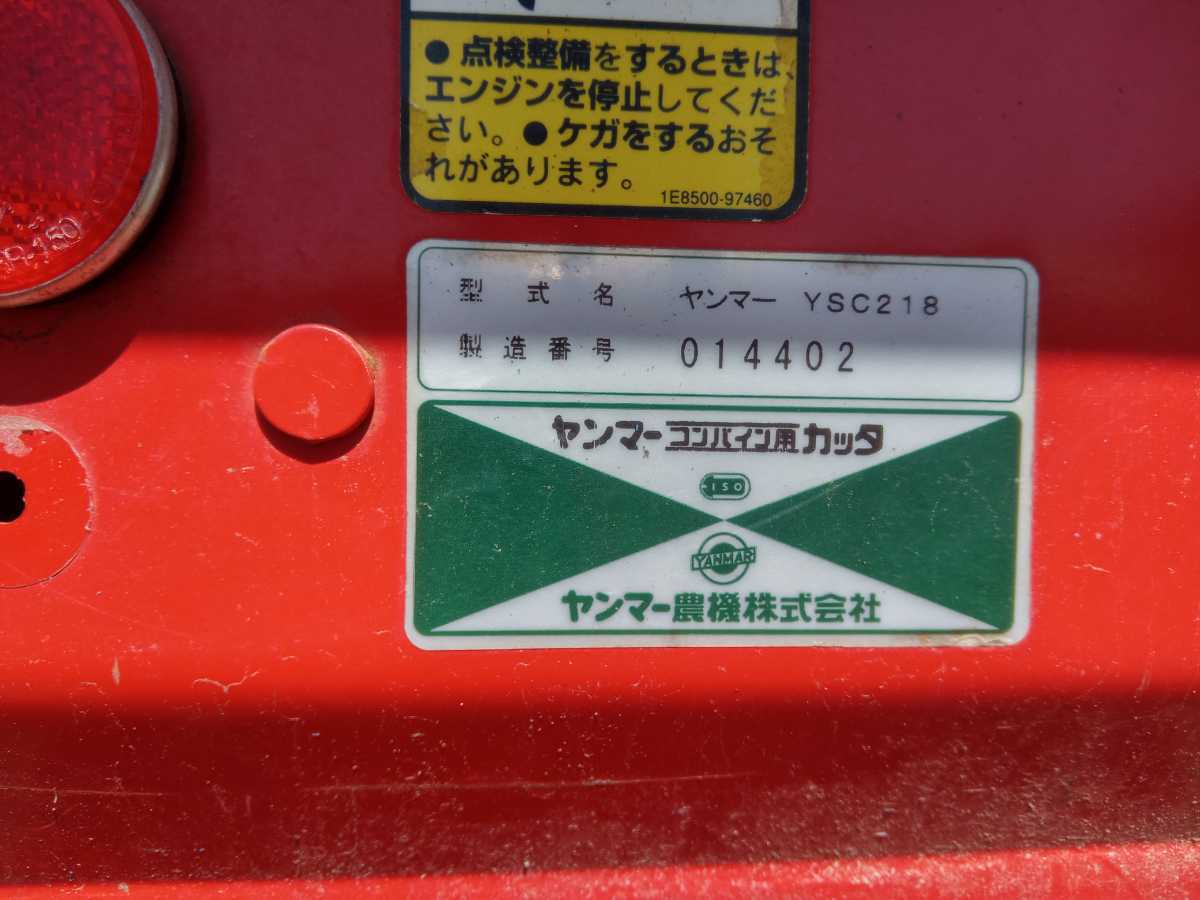 ● 点検整備をするときは、
エンジンを停止してくだ
さい。● ケガをするおそ
れがあります。
1E8500-97460
型式名 ヤンマー YSC218
製造番号 014402
ヤンマーコンバイン用カッタ
ISO
YANMAR
ヤンマー農機株式会社